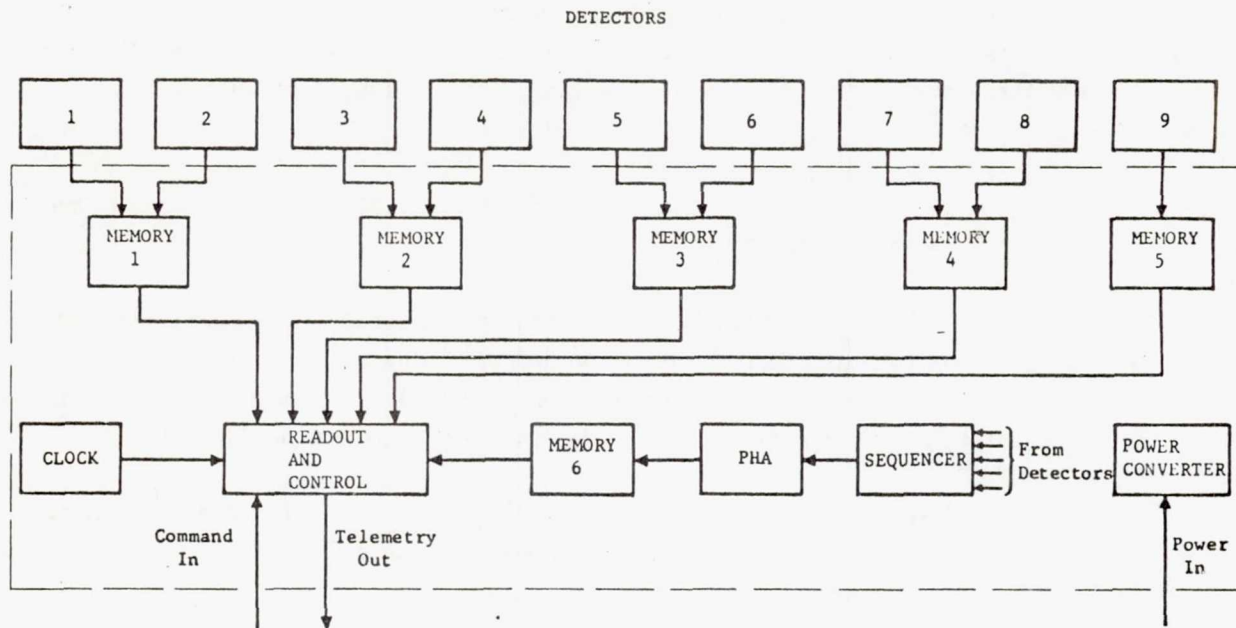 DETECTORS
1 2 3 4 5 6 7 8 9
MEMORY
1
MEMORY
2
MEMORY
3
MEMORY
4
MEMORY
5
CLOCK
READOUT
AND
CONTROL
MEMORY
6
PHA
SEQUENCER
From
Detectors
POWER
CONVERTER
Command
In
Telemetry
Out
Power
In